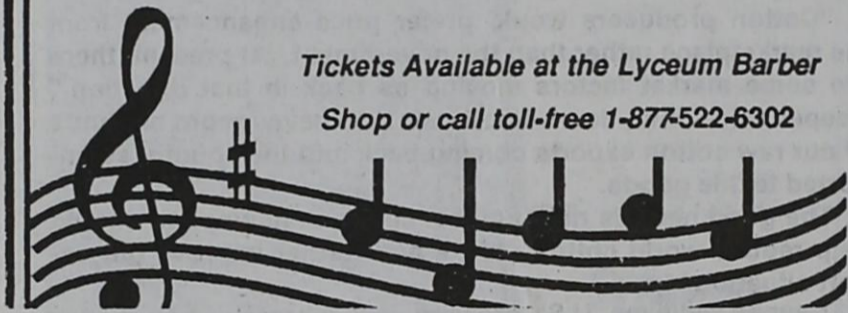 Tickets Available at the Lyceum Barber
Shop or call toll-free 1-877-522-6302